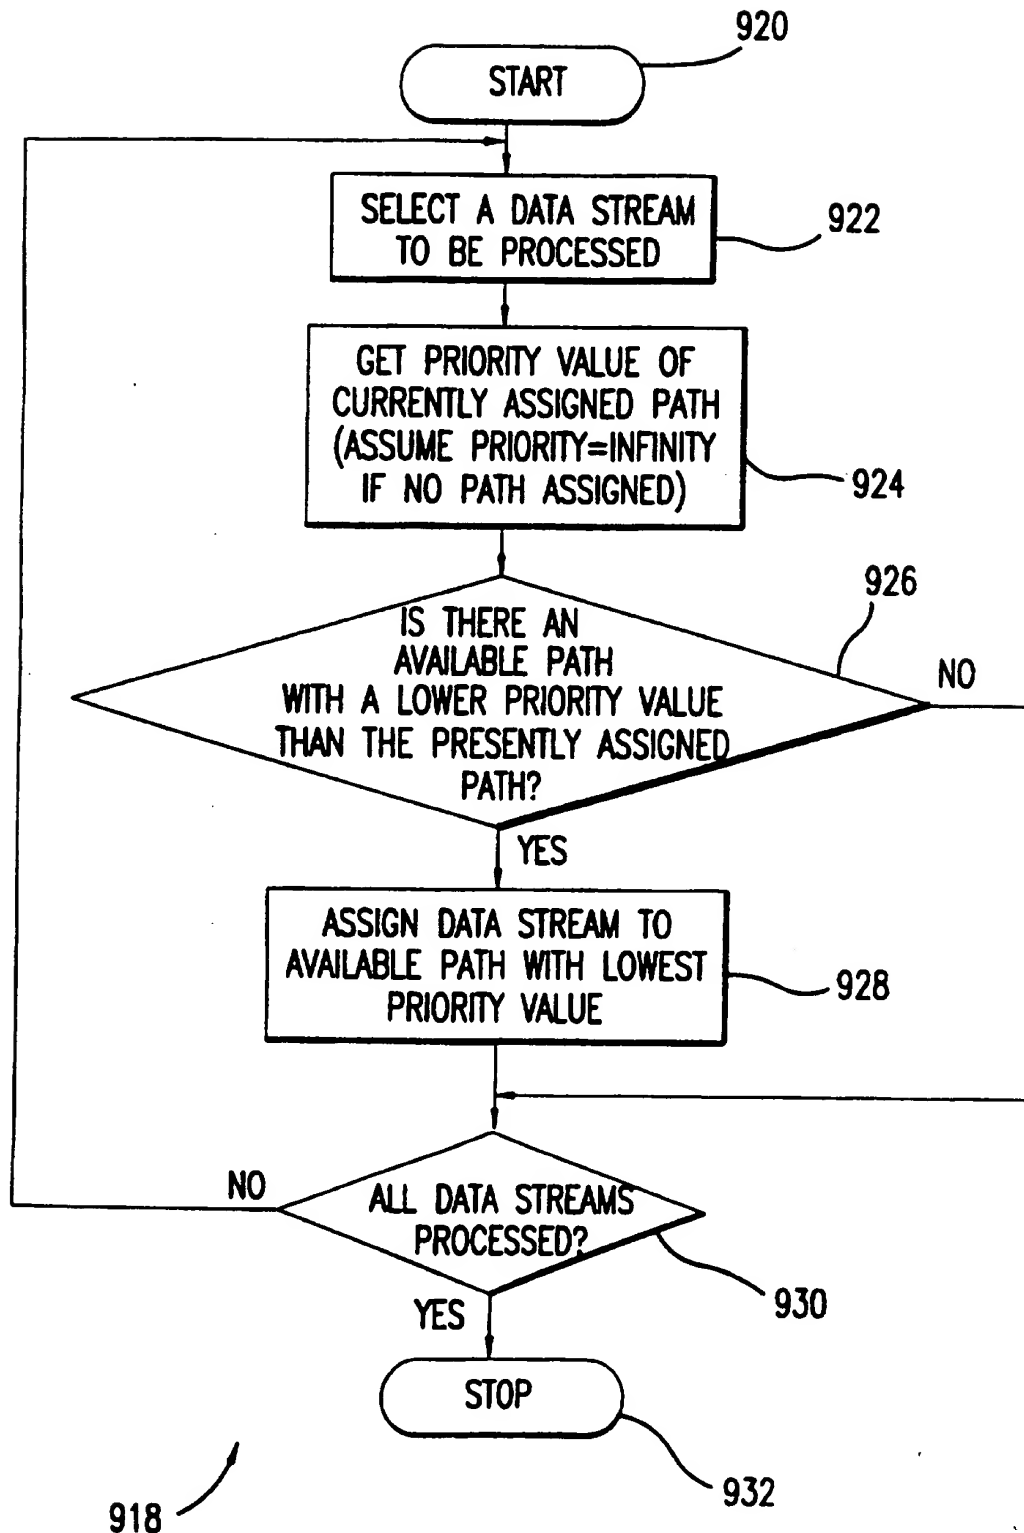 920
START
SELECT A DATA STREAM
TO BE PROCESSED
922
GET PRIORITY VALUE OF
CURRENTLY ASSIGNED PATH
(ASSUME PRIORITY=INFINITY
IF NO PATH ASSIGNED)
924
926
IS THERE AN
AVAILABLE PATH
WITH A LOWER PRIORITY VALUE
THAN THE PRESENTLY ASSIGNED
PATH?
NO
YES
ASSIGN DATA STREAM TO
AVAILABLE PATH WITH LOWEST
PRIORITY VALUE
928
NO
ALL DATA STREAMS
PROCESSED?
930
YES
STOP
932
918